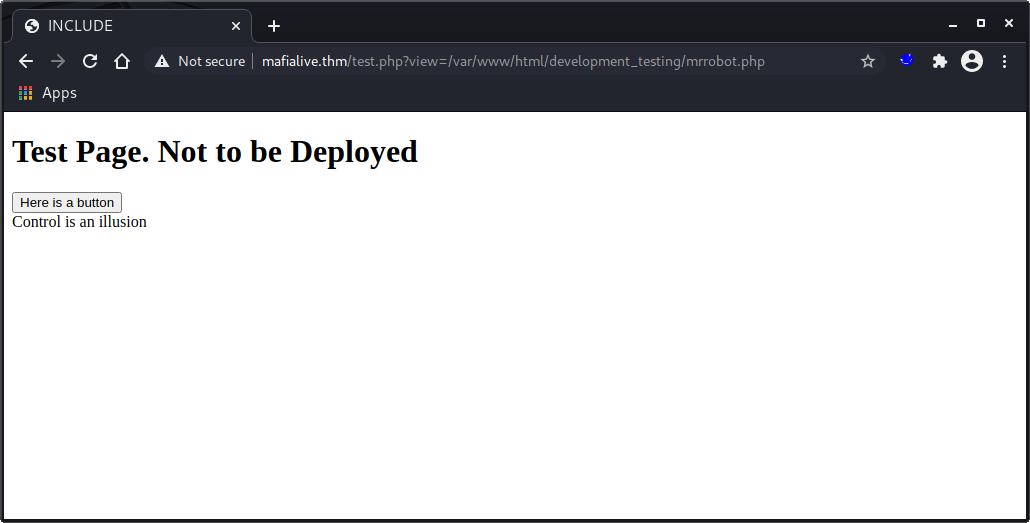 INCLUDE
Not secure mafialive.thm/test.php?view=/var/www/html/development_testing/mrrobot.php
Apps
Test Page. Not to be Deployed
Here is a button
Control is an illusion